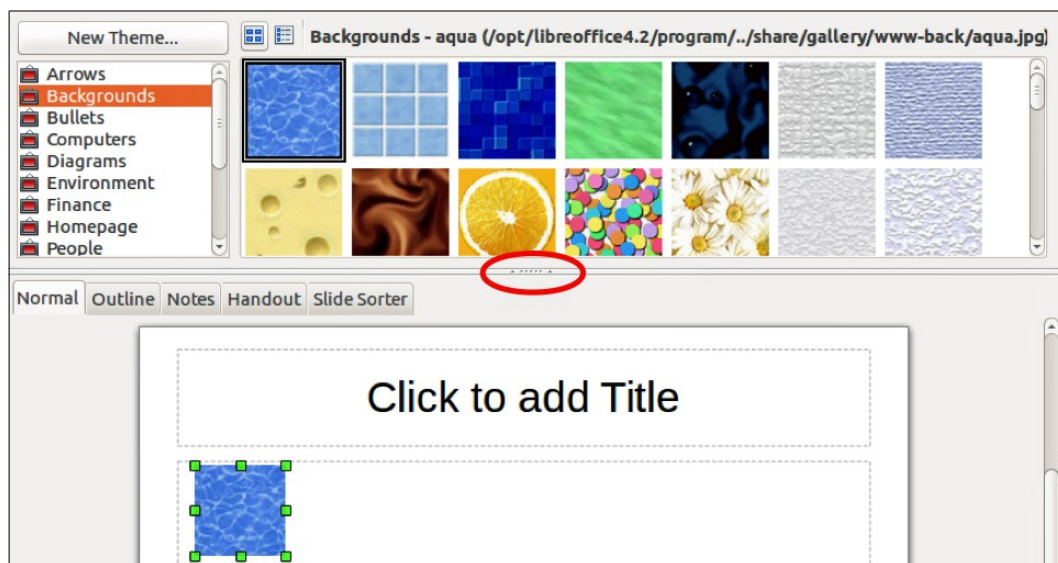 New Theme...
Backgrounds - aqua (/opt/libreoffice4.2/program/../share/gallery/www-back/aqua.jpg)
Arrows
Backgrounds
Bullets
Computers
Diagrams
Environment
Finance
Homepage
People
Normal Outline Notes Handout Slide Sorter
Click to add Title